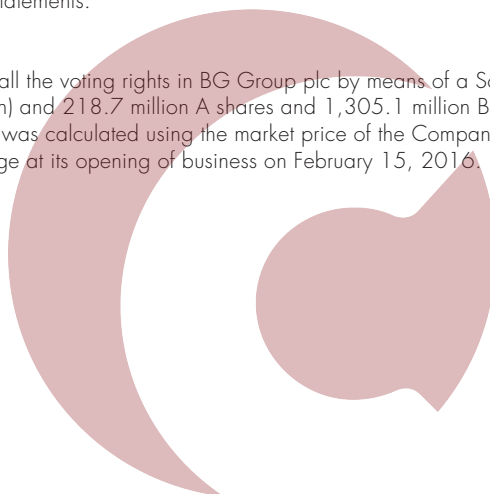 atements.
all the voting rights in BG Group plc by means of a Sc
n) and 218.7 million A shares and 1,305.1 million B
was calculated using the market price of the Compan
ge at its opening of business on February 15, 2016.